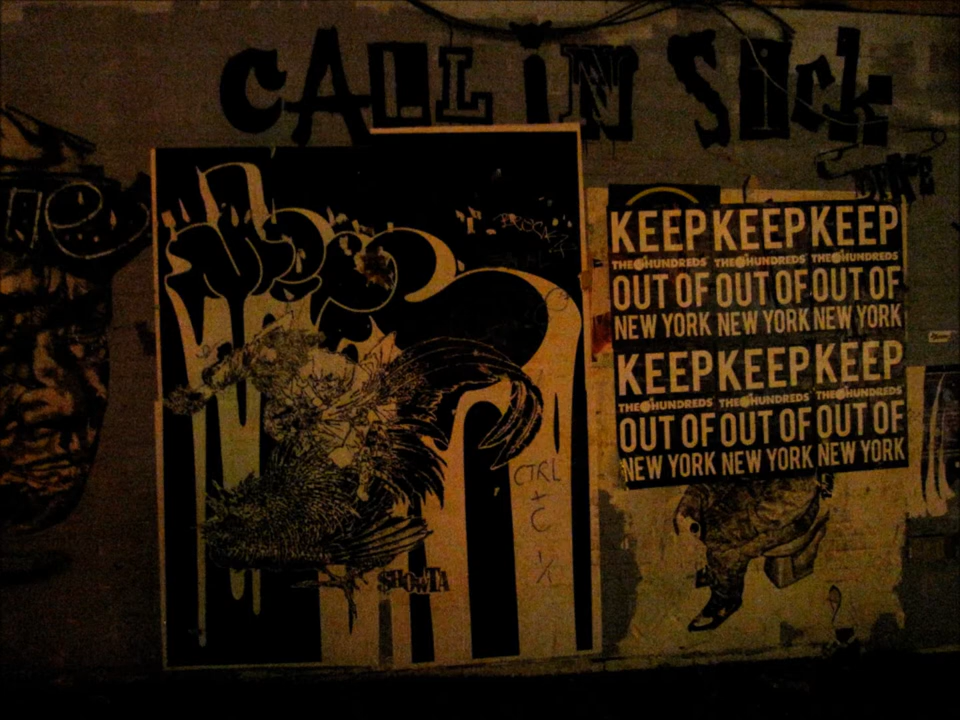 CALL IN SICK
KEEP KEEP KEEP
THE HUNDREDS THE HUNDREDS THE HUNDREDS
OUT OF OUT OF OUT OF
NEW YORK NEW YORK NEW YORK
KEEP KEEP KEEP
THE HUNDREDS THE HUNDREDS THE HUNDREDS
OUT OF OUT OF OUT OF
NEW YORK NEW YORK NEW YORK
CTRL
+
C
$HOWTA